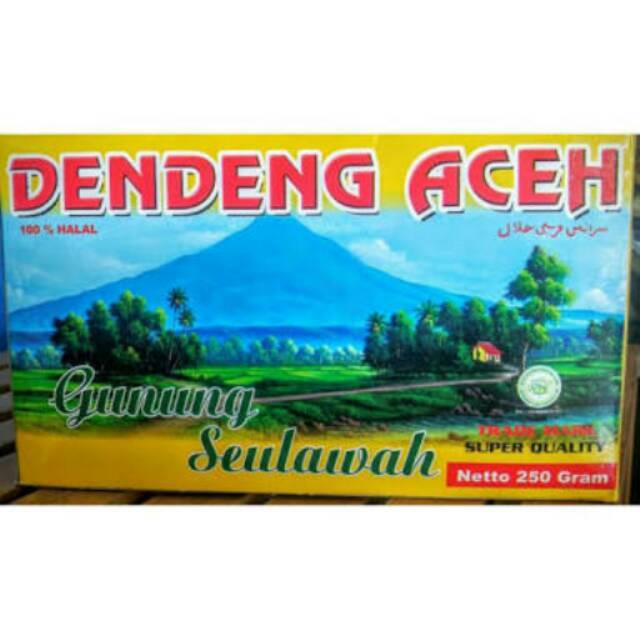 DENDENG ACEH
100 % HALAL
Gunung
Seulawah
TRADE MARK
SUPER QUALITY
Netto 250 Gram